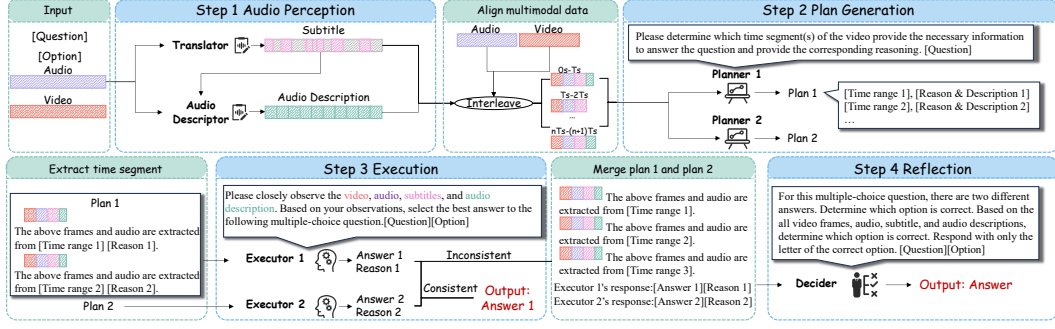 Input
[Question]
[Option]
Audio
Video
Step 1 Audio Perception
Translator
Subtitle
Audio
Descriptor
Audio Description
Align multimodal data
Audio
Video
Interleave
0s-Ts
Ts-2Ts
...
nTs-(n+1)Ts
Step 2 Plan Generation
Please determine which time segment(s) of the video provide the necessary information
to answer the question and provide the corresponding reasoning. [Question]
Planner 1
Plan 1
[Time range 1], [Reason & Description 1]
[Time range 2], [Reason & Description 2]
…
Planner 2
Plan 2
Extract time segment
Plan 1
The above frames and audio are extracted
from [Time range 1] [Reason 1].
The above frames and audio are extracted
from [Time range 2] [Reason 2].
Plan 2
Step 3 Execution
Please closely observe the video, audio, subtitles, and audio
description. Based on your observations, select the best answer to the
following multiple-choice question.[Question][Option]
Executor 1
Answer 1
Reason 1
Executor 2
Answer 2
Reason 2
Inconsistent
Consistent
Output:
Answer 1
Merge plan 1 and plan 2
The above frames and audio
are extracted from [Time range 1].
The above frames and audio
are extracted from [Time range 2].
The above frames and audio
are extracted from [Time range 3].
Executor 1's response:[Answer 1][Reason 1]
Executor 2's response:[Answer 2][Reason 2]
Step 4 Reflection
For this multiple-choice question, there are two different
answers. Determine which option is correct. Based on the
all video frames, audio, subtitle, and audio descriptions,
determine which option is correct. Respond with only the
letter of the correct option. [Question][Option]
Decider
Output: Answer